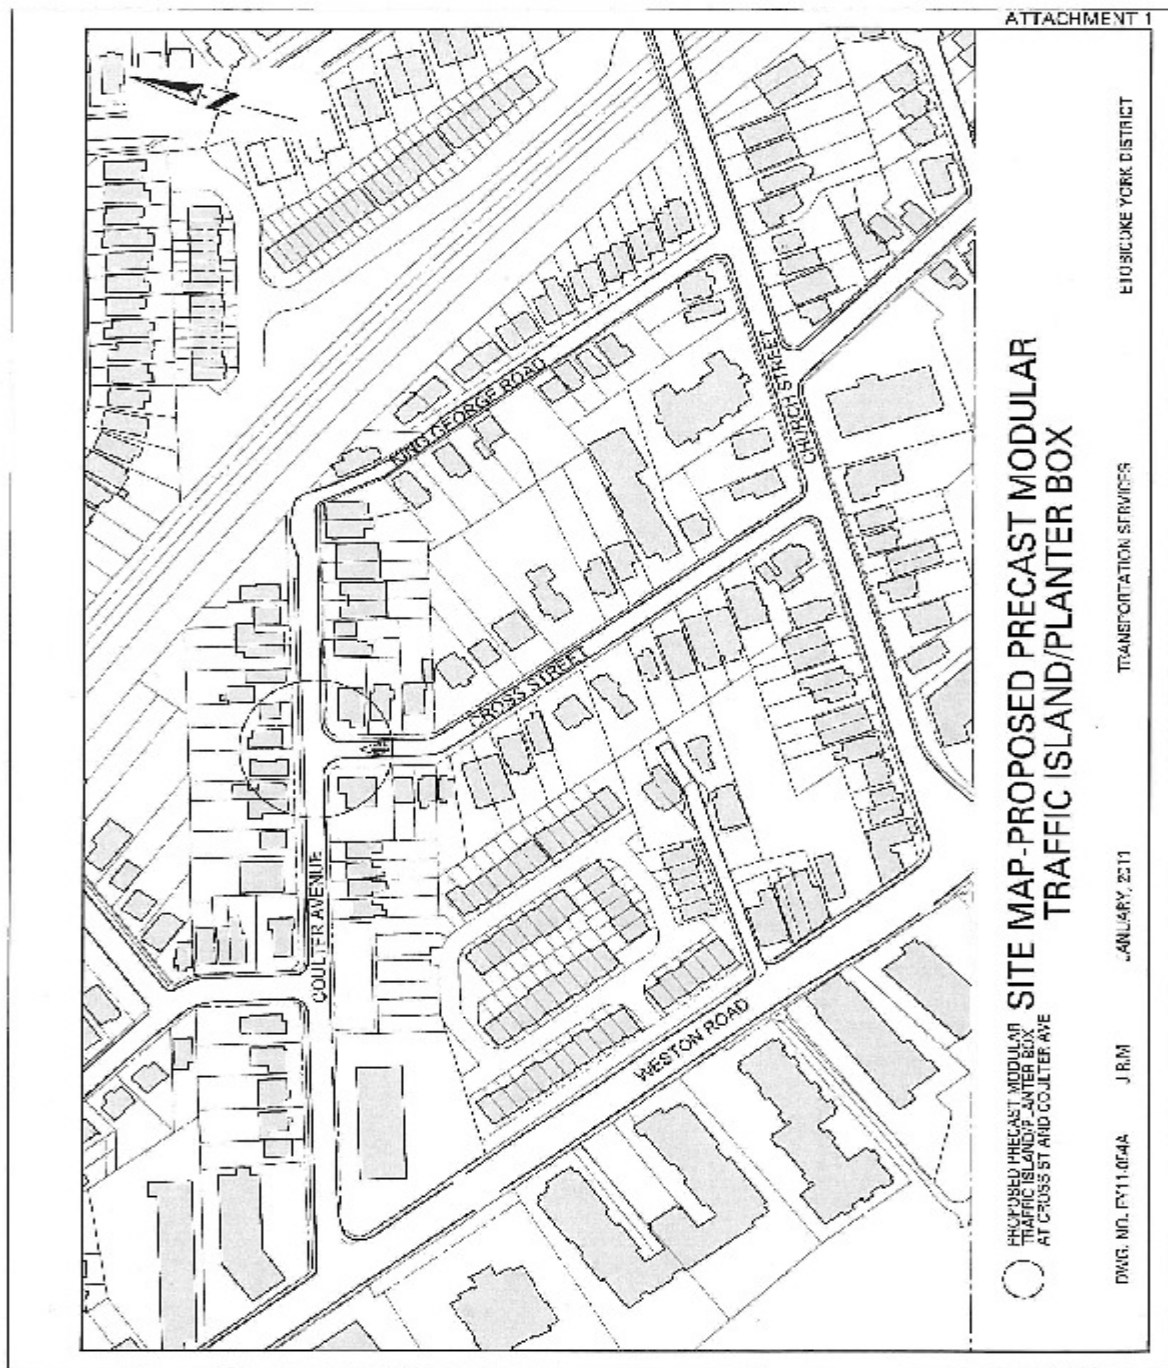 ATTACHMENT 1
KING GEORGE ROAD
CHURCH STREET
CROSS STREET
COULTER AVENUE
WESTON ROAD
PROPOSED PRECAST MODULAR
TRAFFIC ISLAND/PLANTER BOX
AT CROSS ST AND COULTER AVE
SITE MAP-PROPOSED PRECAST MODULAR
TRAFFIC ISLAND/PLANTER BOX
DWG. NO. EY11-054A J.R.M JANUARY, 2011 TRANSPORTATION SERVICES ETOBICOKE YORK DISTRICT